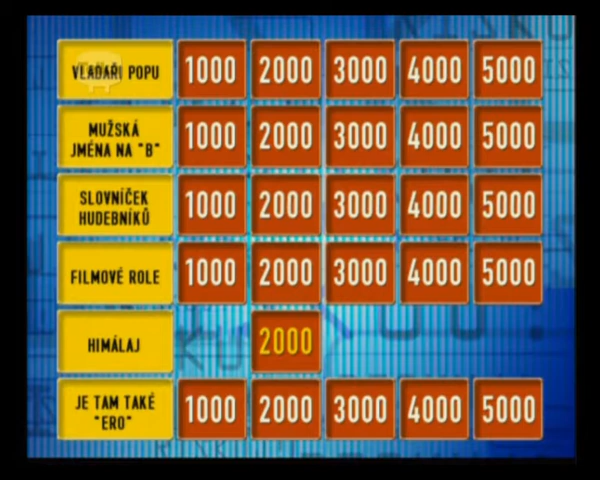 VLADAŘI POPU 1000 2000 3000 4000 5000
MUŽSKÁ
JMÉNA NA "B" 1000 2000 3000 4000 5000
SLOVNÍČEK
HUDEBNÍKŮ 1000 2000 3000 4000 5000
FILMOVÉ ROLE 1000 2000 3000 4000 5000
HIMÁLAJ 2000
JE TAM TAKÉ
"ERO" 1000 2000 3000 4000 5000